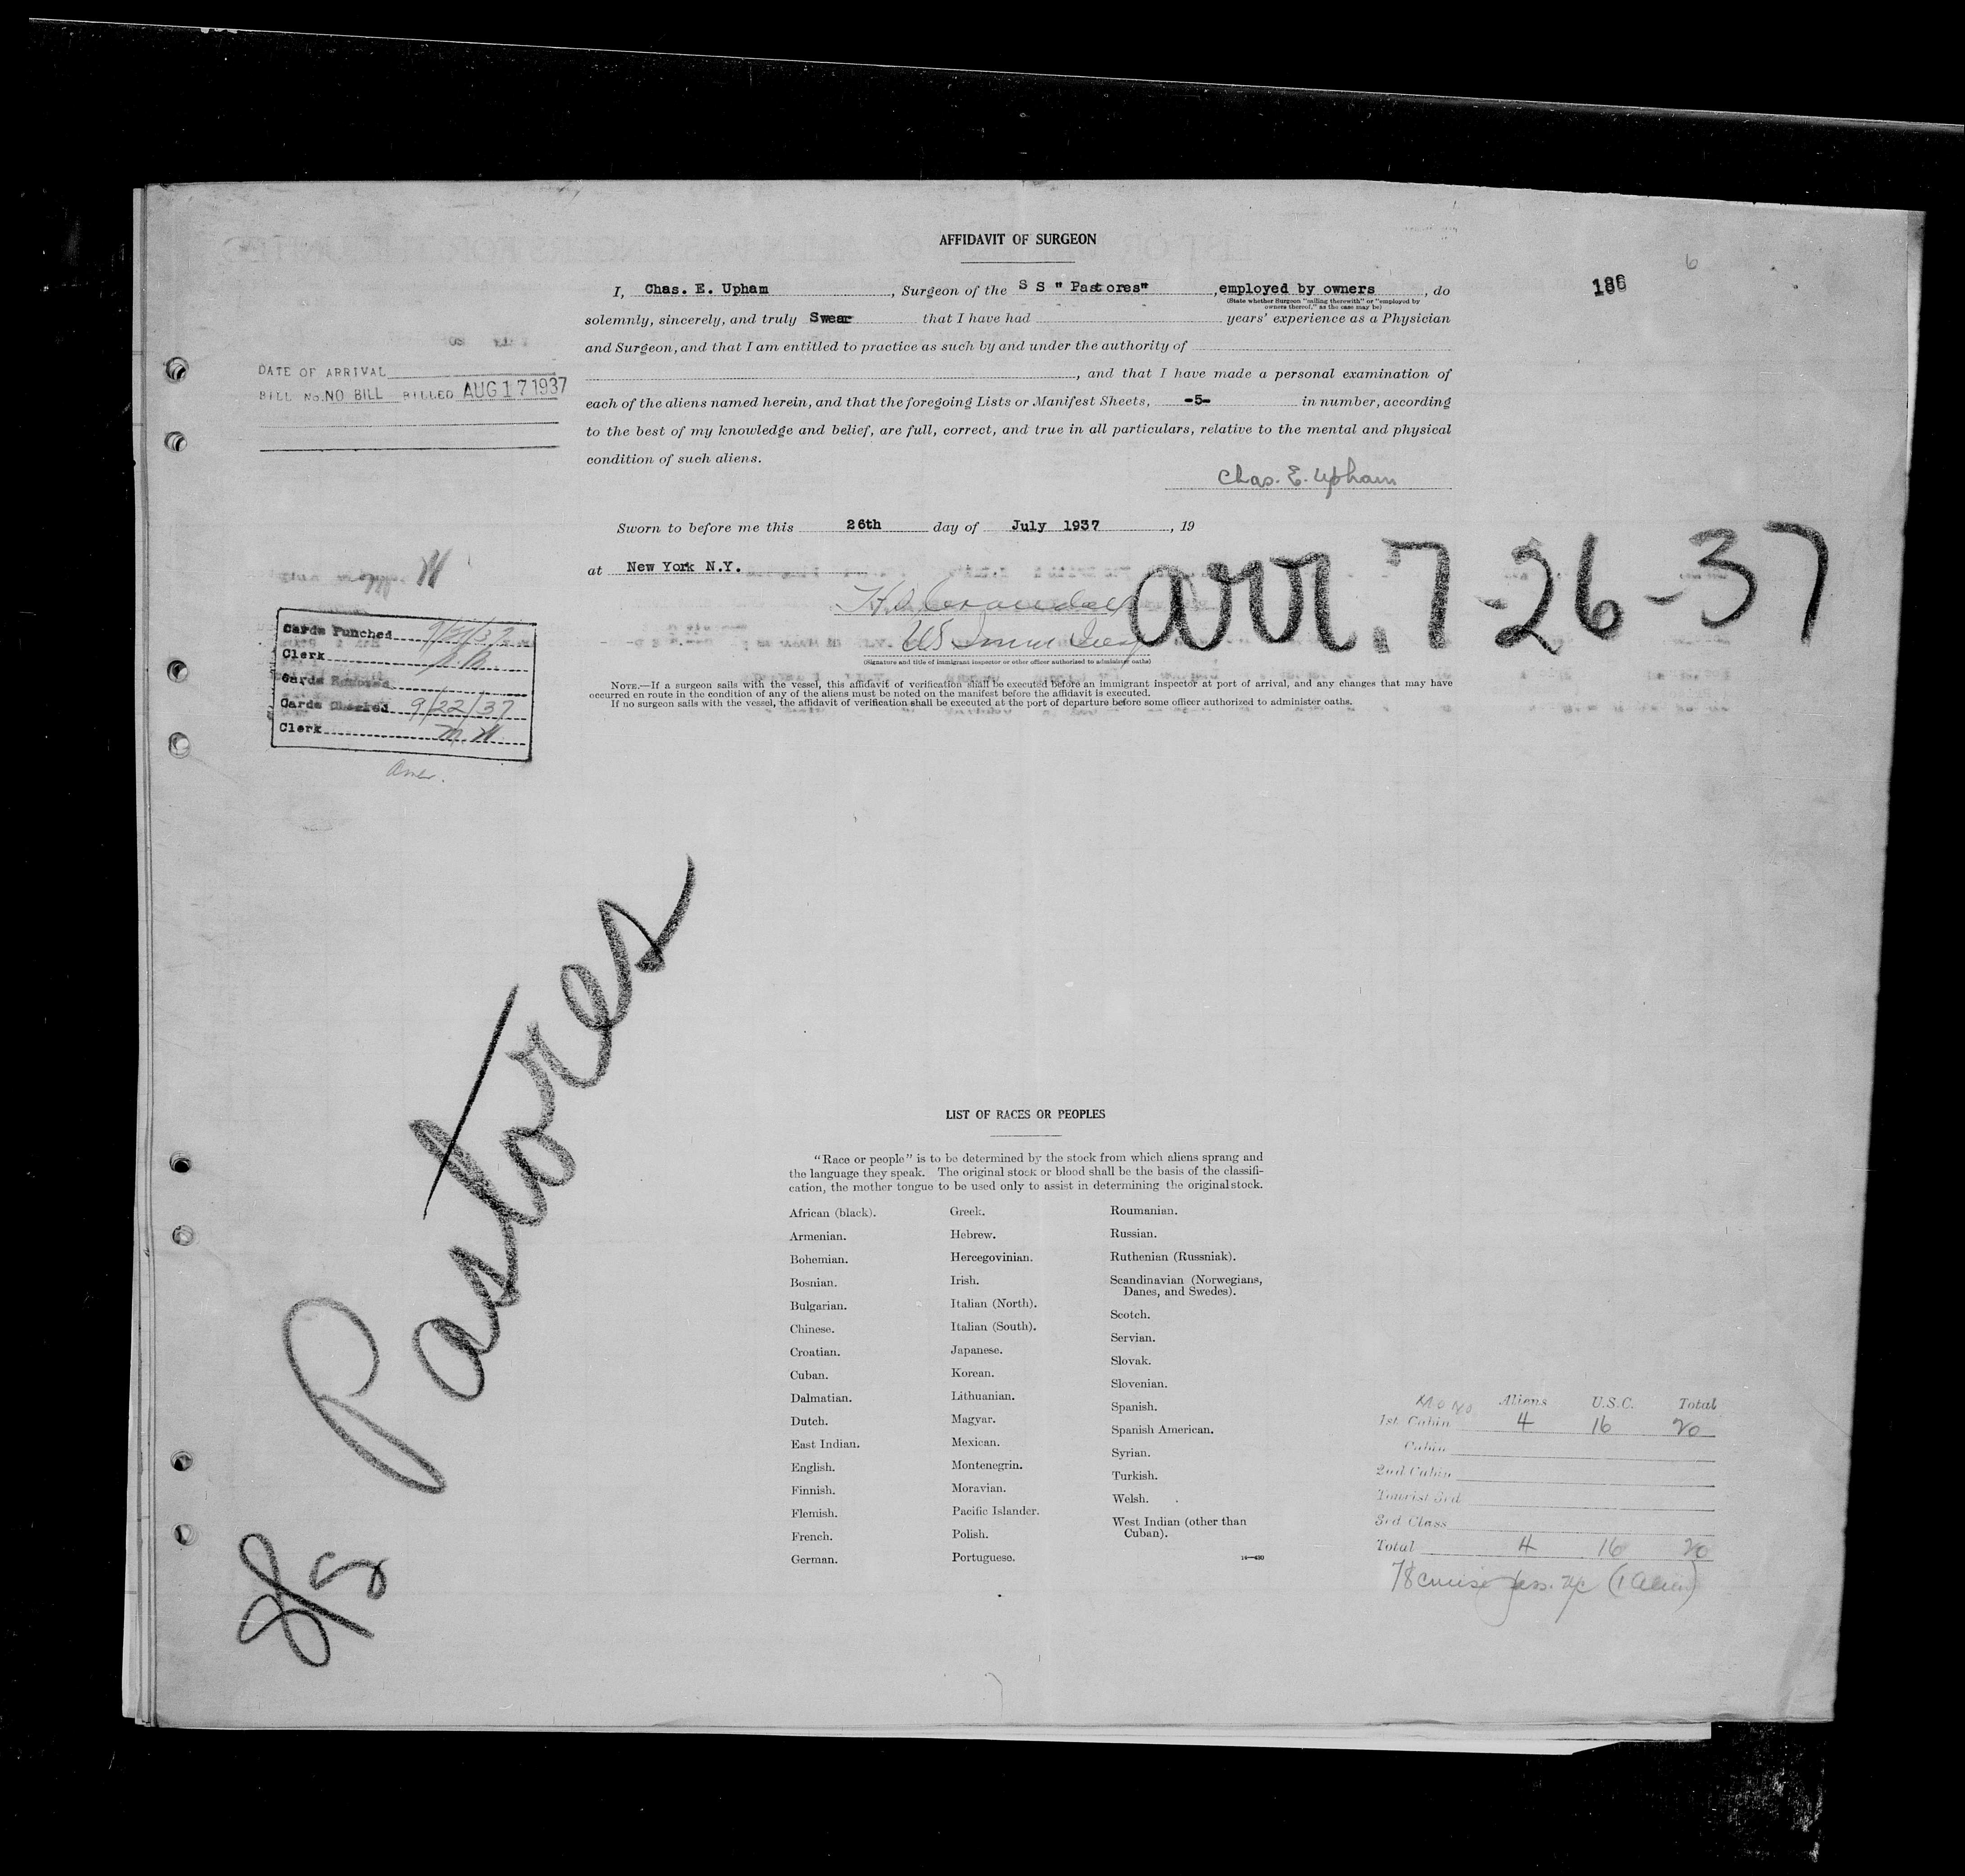 AFFIDAVIT OF SURGEON
186
6
I, Chas. E. Upham, Surgeon of the S S " Pastores", employed by owners, do
(State whether Surgeon "sailing therewith" or "employed by
owners thereof," as the case may be)
solemnly, sincerely, and truly Swear that I have had years' experience as a Physician
and Surgeon, and that I am entitled to practice as such by and under the authority of
, and that I have made a personal examination of
each of the aliens named herein, and that the foregoing Lists or Manifest Sheets, -5- in number, according
to the best of my knowledge and belief, are full, correct, and true in all particulars, relative to the mental and physical
condition of such aliens.
Chas. E. Upham
DATE OF ARRIVAL
BILL No. NO BILL BILLED AUG 17 1937
Sworn to before me this 26th day of July 1937, 19
at New York N.Y.
arr. 7-26-37
(Signature and title of immigrant inspector or other officer authorized to administer oaths)
NOTE.—If a surgeon sails with the vessel, this affidavit of verification shall be executed before an immigrant inspector at port of arrival, and any changes that may have
occurred en route in the condition of any of the aliens must be noted on the manifest before the affidavit is executed.
If no surgeon sails with the vessel, the affidavit of verification shall be executed at the port of departure before some officer authorized to administer oaths.
Cards Punched
Clerk
Cards
Cards Checked 9/22/37
Clerk
S/S Pastores
LIST OF RACES OR PEOPLES
"Race or people" is to be determined by the stock from which aliens sprang and
the language they speak. The original stock or blood shall be the basis of the classifi-
cation, the mother tongue to be used only to assist in determining the original stock.
African (black).
Armenian.
Bohemian.
Bosnian.
Bulgarian.
Chinese.
Croatian.
Cuban.
Dalmatian.
Dutch.
East Indian.
English.
Finnish.
Flemish.
French.
German.
Greek.
Hebrew.
Hercegovinian.
Irish.
Italian (North).
Italian (South).
Japanese.
Korean.
Lithuanian.
Magyar.
Mexican.
Montenegrin.
Moravian.
Pacific Islander.
Polish.
Portuguese.
Roumanian.
Russian.
Ruthenian (Russniak).
Scandinavian (Norwegians,
Danes, and Swedes).
Scotch.
Servian.
Slovak.
Slovenian.
Spanish.
Spanish American.
Syrian.
Turkish.
Welsh.
West Indian (other than
Cuban).
Aliens U.S.C. Total
1st Cabin 4 16 20
Cabin
2nd Cabin
Tourist 3rd
3rd Class
Total 4 16 20
78 cruise pass. (1 alien)